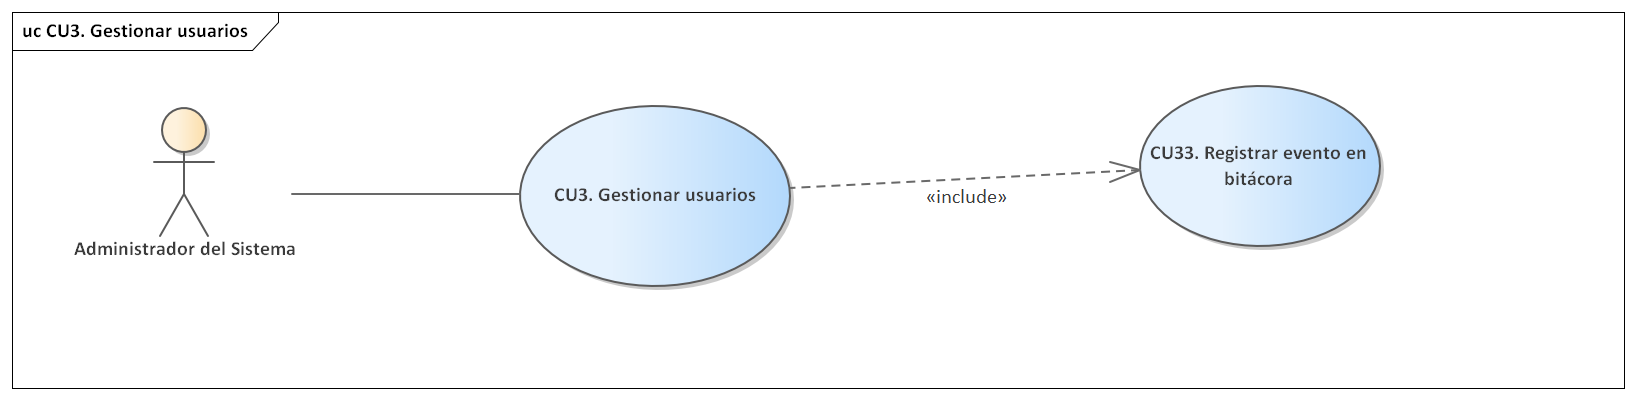 uc CU3. Gestionar usuarios
CU33. Registrar evento en
bitácora
CU3. Gestionar usuarios
«include»
Administrador del Sistema